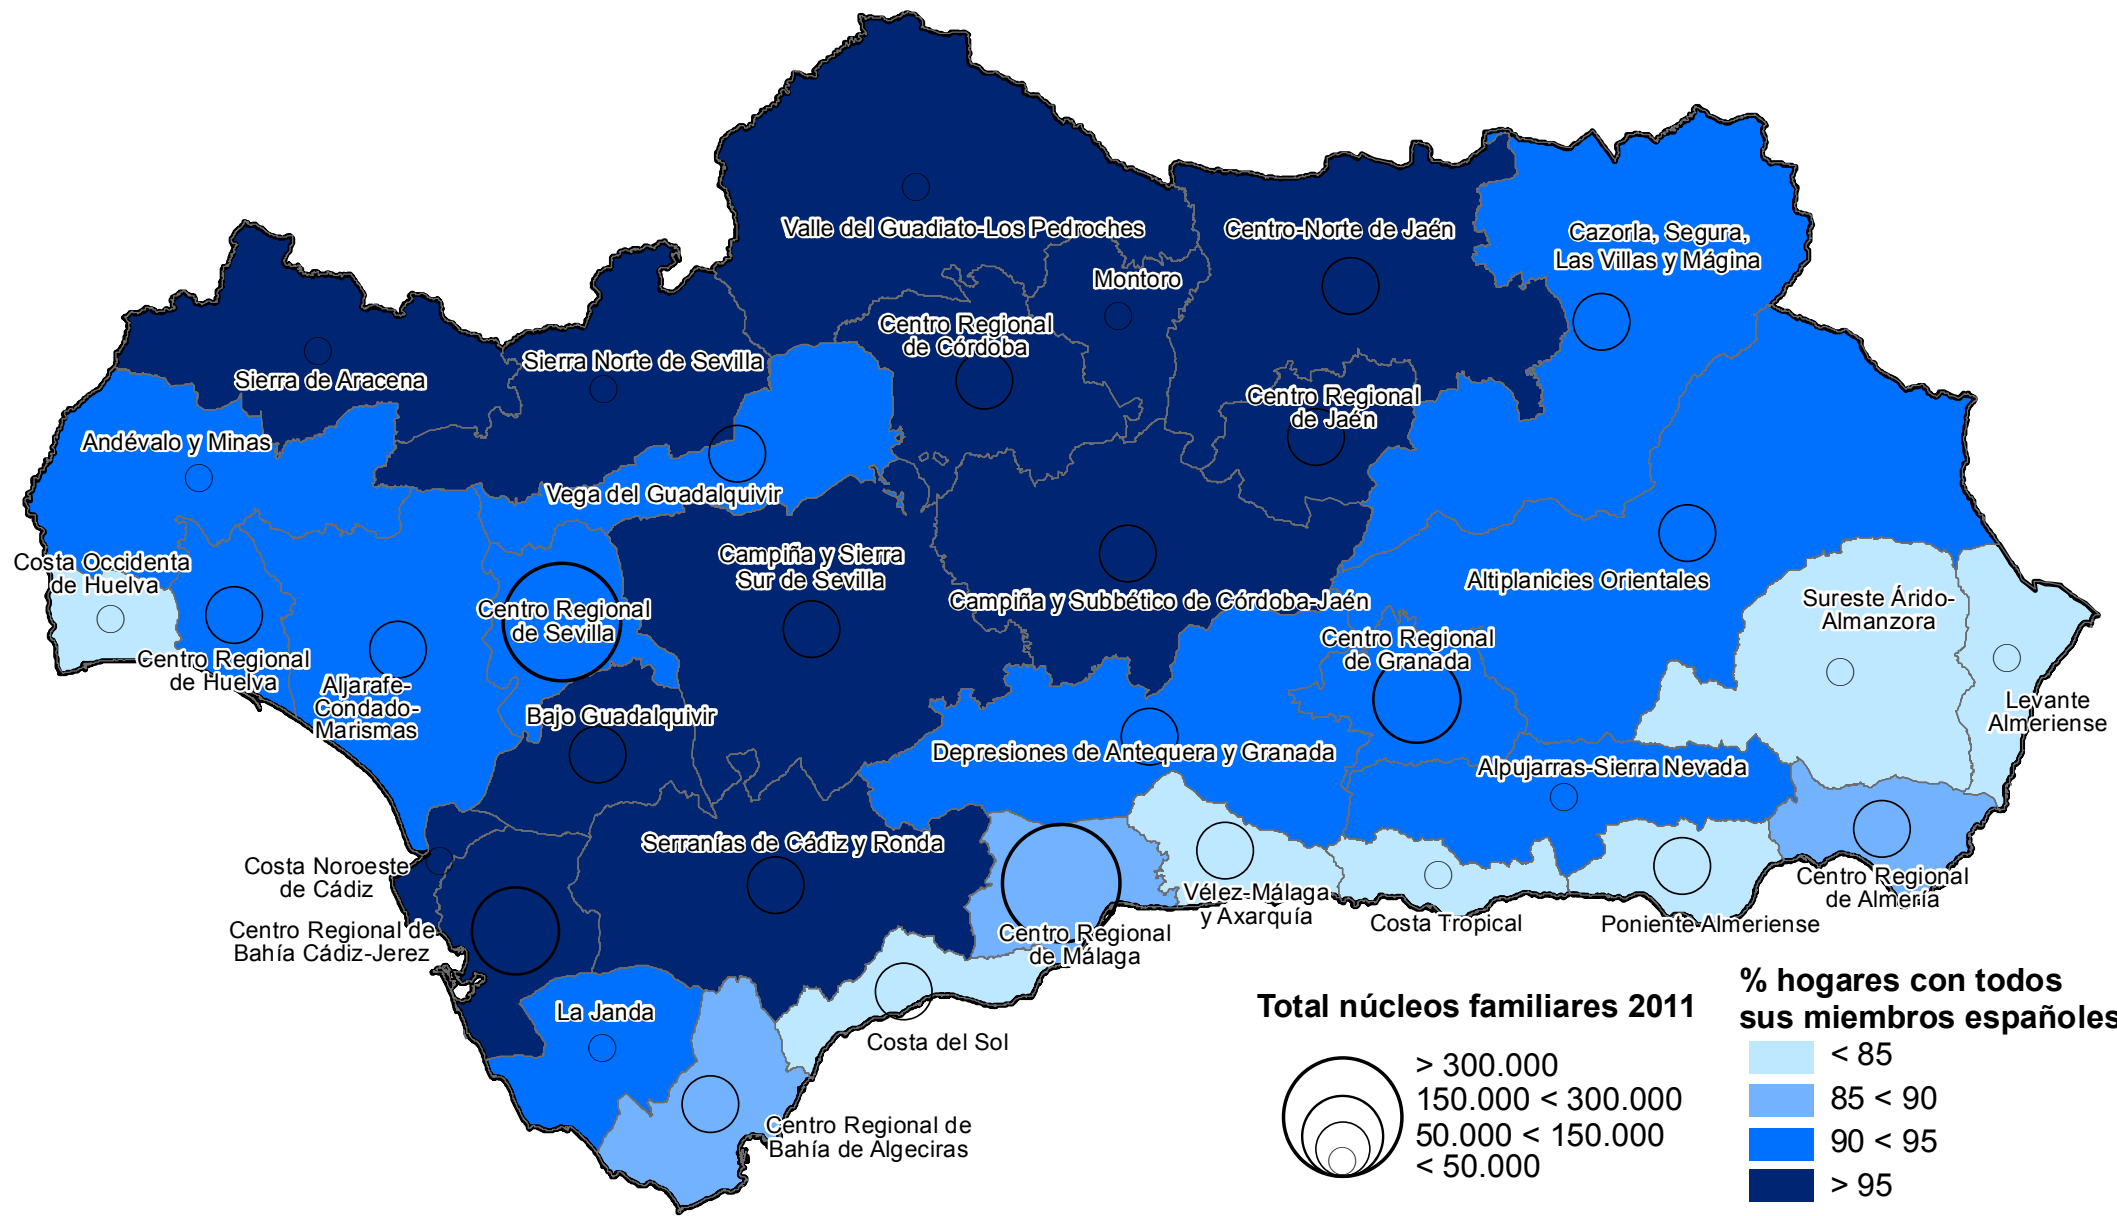 Valle del Guadiato-Los Pedroches
Centro-Norte de Jaén
Cazorla, Segura,
Las Villas y Mágina
Montoro
Centro Regional
de Córdoba
Sierra Norte de Sevilla
Sierra de Aracena
Centro Regional
de Jaén
Andévalo y Minas
Vega del Guadalquivir
Costa Occidenta
de Huelva
Campiña y Sierra
Sur de Sevilla
Altiplanicies Orientales
Centro Regional
de Sevilla
Campiña y Subbético de Córdoba-Jaén
Sureste Árido-
Almanzora
Centro Regional
de Granada
Centro Regional
de Huelva
Aljarafe-
Condado-
Marismas
Bajo Guadalquivir
Levante
Almeriense
Depresiones de Antequera y Granada
Alpujarras-Sierra Nevada
Serranías de Cádiz y Ronda
Costa Noroeste
de Cádiz
Vélez-Málaga
y Axarquía
Centro Regional
de Almería
Centro Regional de
Bahía Cádiz-Jerez
Centro Regional
de Málaga
Costa Tropical
Poniente Almeriense
La Janda
Costa del Sol
Centro Regional de
Bahía de Algeciras
Total núcleos familiares 2011
> 300.000
150.000 < 300.000
50.000 < 150.000
< 50.000
% hogares con todos
sus miembros españoles
< 85
85 < 90
90 < 95
> 95